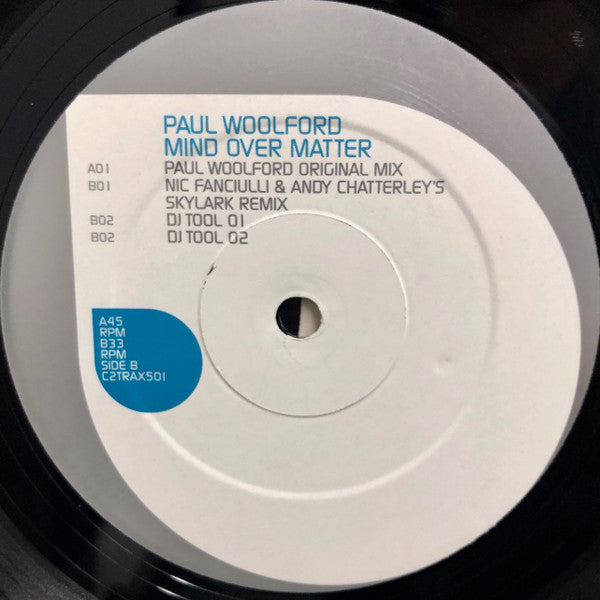 PAUL WOOLFORD
MIND OVER MATTER
A01 PAUL WOOLFORD ORIGINAL MIX
B01 NIC FANCIULLI & ANDY CHATTERLEY'S
SKYLARK REMIX
B02 DJ TOOL 01
B02 DJ TOOL 02
A45
RPM
B33
RPM
SIDE B
C2TRAX501